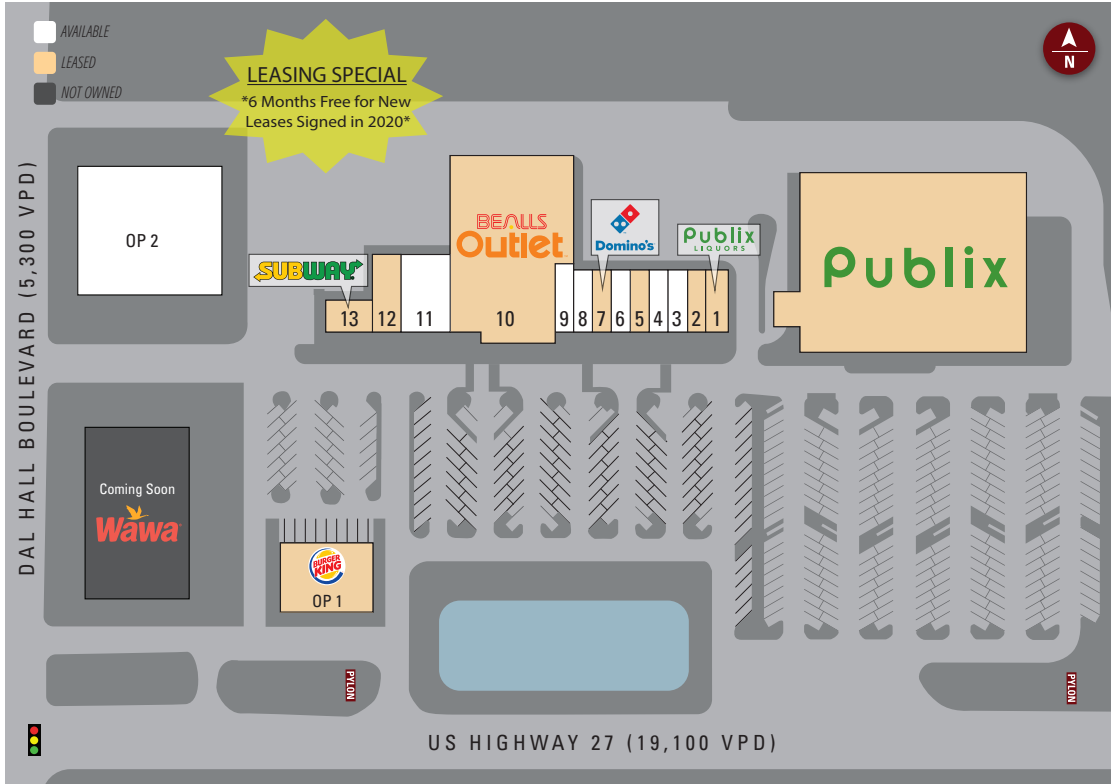 AVAILABLE
LEASED
NOT OWNED
LEASING SPECIAL
*6 Months Free for New
Leases Signed in 2020*
N
DAL HALL BOULEVARD (5,300 VPD)
OP 2
SUBWAY
BEALLS
Outlet
Domino's
Publix
LIQUORS
Publix
13
12
11
10
9
8
7
6
5
4
3
2
1
Coming Soon
Wawa
BURGER
KING
OP 1
PYLON
PYLON
US HIGHWAY 27 (19,100 VPD)